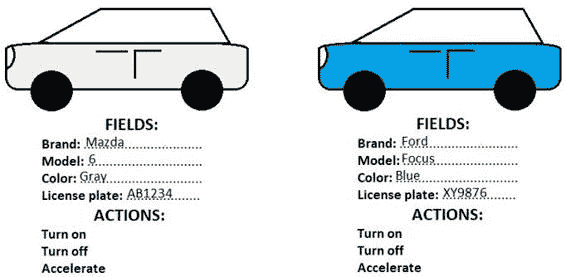 FIELDS:
Brand: Mazda
Model: 6
Color: Gray
License plate: AB1234
ACTIONS:
Turn on
Turn off
Accelerate
FIELDS:
Brand: Ford
Model: Focus
Color: Blue
License plate: XY9876
ACTIONS:
Turn on
Turn off
Accelerate